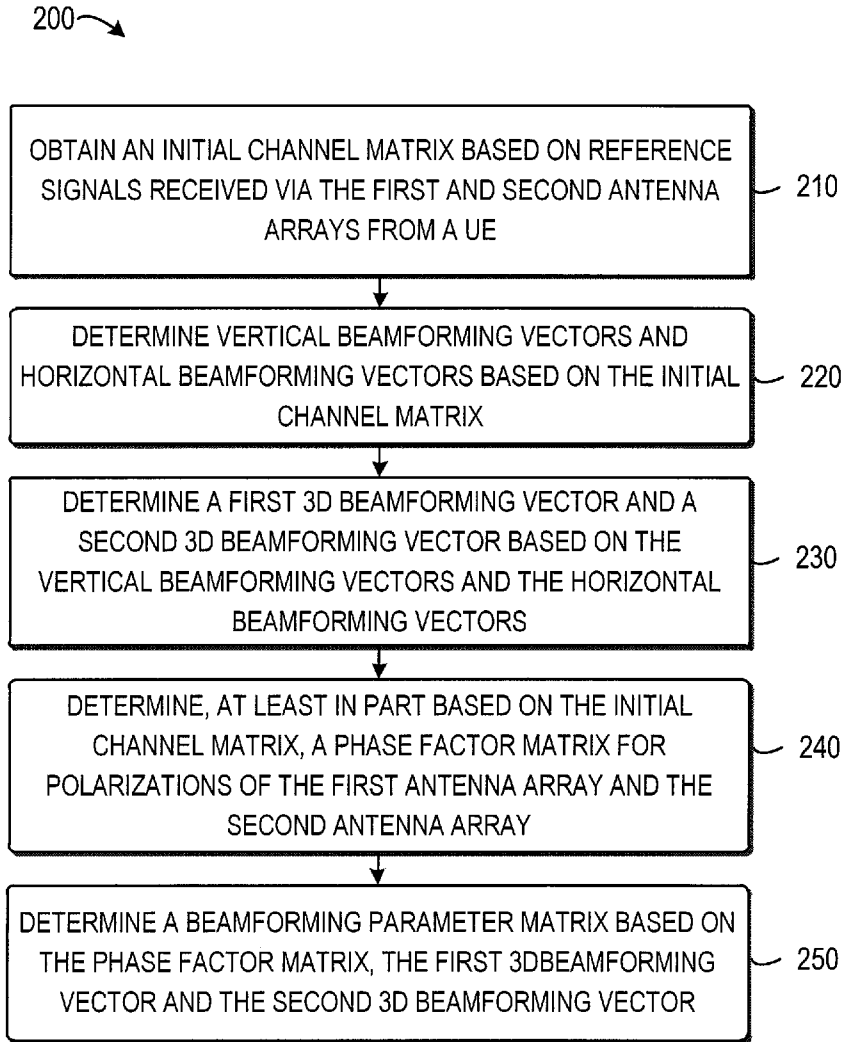 200
OBTAIN AN INITIAL CHANNEL MATRIX BASED ON REFERENCE
SIGNALS RECEIVED VIA THE FIRST AND SECOND ANTENNA
ARRAYS FROM A UE
210
DETERMINE VERTICAL BEAMFORMING VECTORS AND
HORIZONTAL BEAMFORMING VECTORS BASED ON THE INITIAL
CHANNEL MATRIX
220
DETERMINE A FIRST 3D BEAMFORMING VECTOR AND A
SECOND 3D BEAMFORMING VECTOR BASED ON THE
VERTICAL BEAMFORMING VECTORS AND THE HORIZONTAL
BEAMFORMING VECTORS
230
DETERMINE, AT LEAST IN PART BASED ON THE INITIAL
CHANNEL MATRIX, A PHASE FACTOR MATRIX FOR
POLARIZATIONS OF THE FIRST ANTENNA ARRAY AND THE
SECOND ANTENNA ARRAY
240
DETERMINE A BEAMFORMING PARAMETER MATRIX BASED ON
THE PHASE FACTOR MATRIX, THE FIRST 3DBEAMFORMING
VECTOR AND THE SECOND 3D BEAMFORMING VECTOR
250